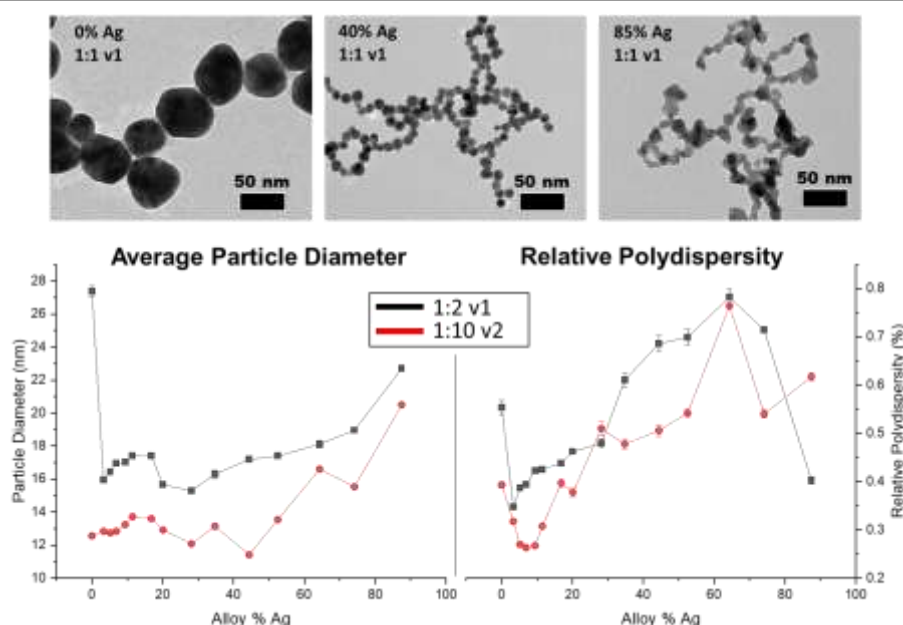 0% Ag
1:1 v1
50 nm
40% Ag
1:1 v1
50 nm
85% Ag
1:1 v1
50 nm
Average Particle Diameter
Relative Polydispersity
1:2 v1
1:10 v2
Particle Diameter (nm)
28
26
24
22
20
18
16
14
12
10
0 20 40 60 80 100
Alloy % Ag
0 20 40 60 80 100
Alloy % Ag
0.8
0.7
0.6
0.5
0.4
0.3
0.2
Relative Polydispersity (%)